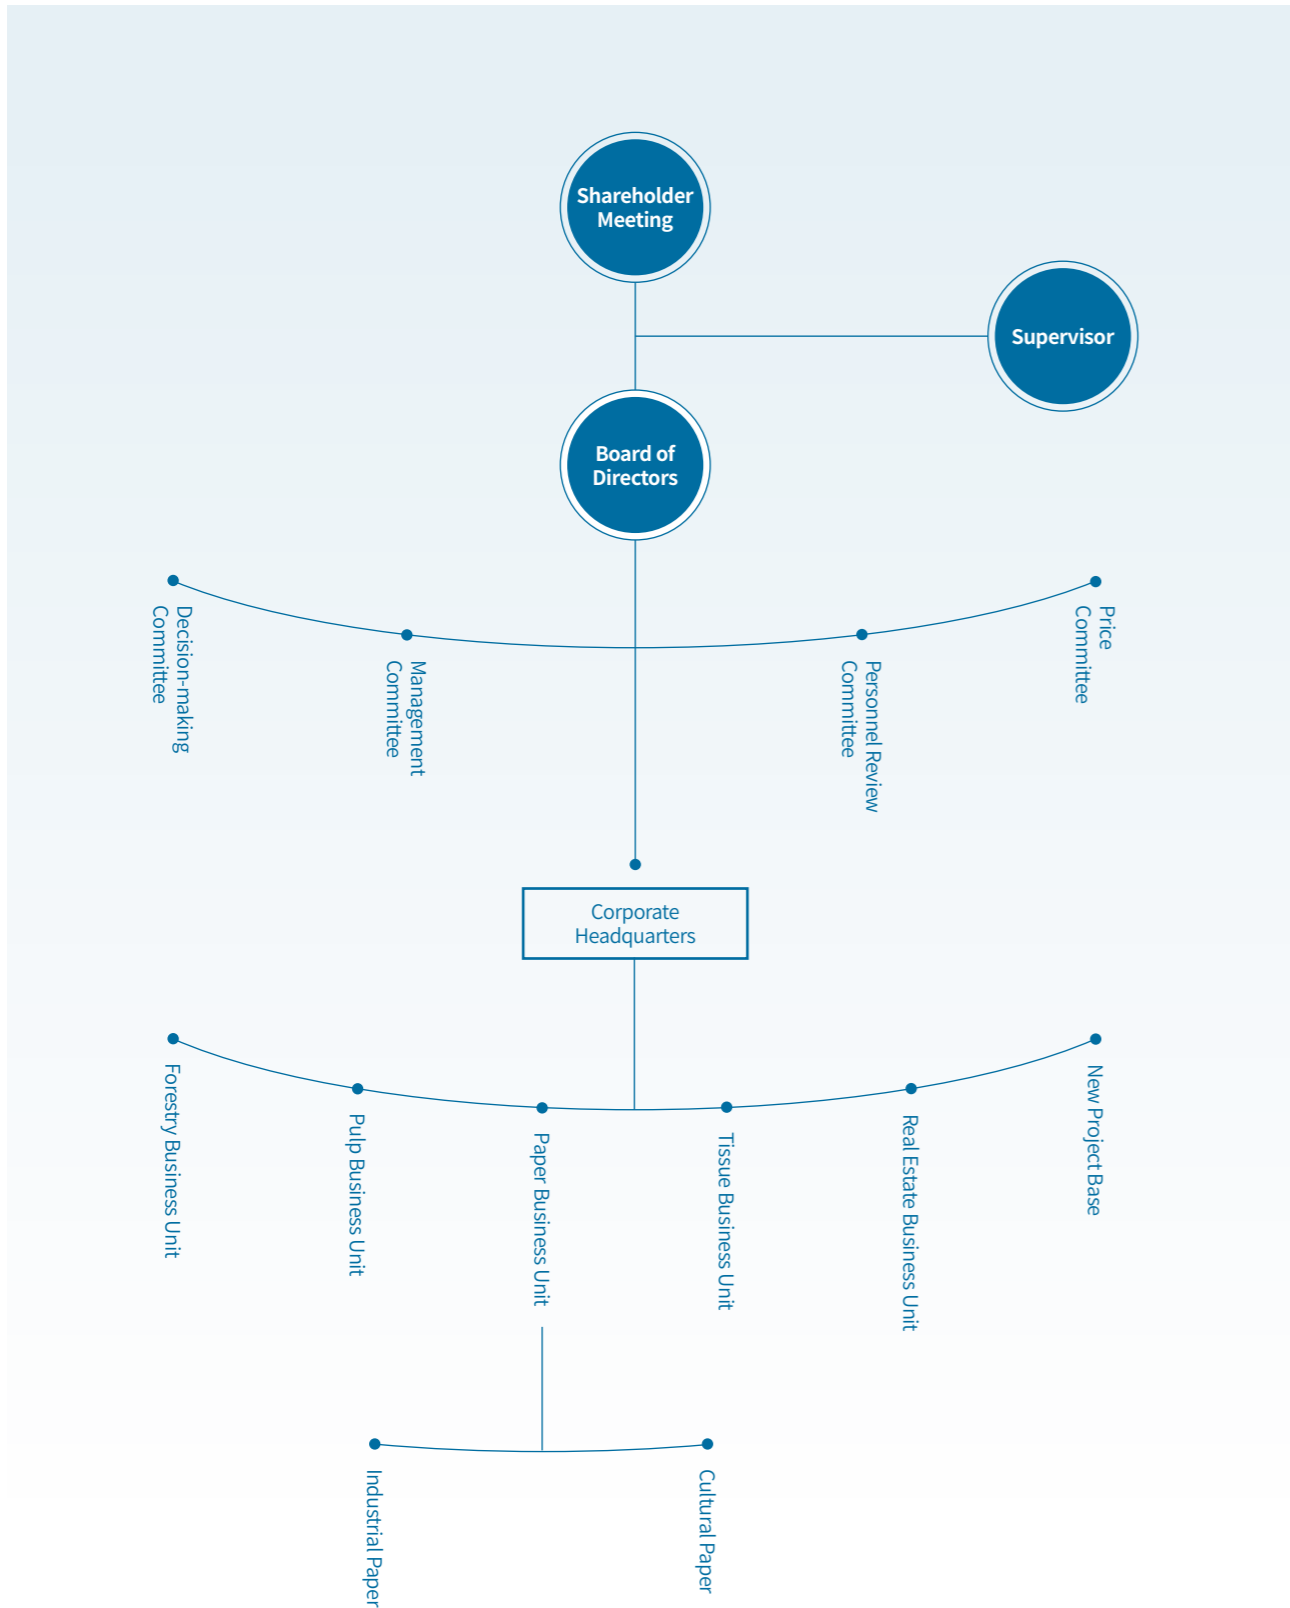 Shareholder
Meeting
Supervisor
Board of
Directors
Decision-making
Committee
Management
Committee
Personnel Review
Committee
Price
Committee
Corporate
Headquarters
Forestry Business Unit
Pulp Business Unit
Paper Business Unit
Tissue Business Unit
Real Estate Business Unit
New Project Base
Industrial Paper
Cultural Paper